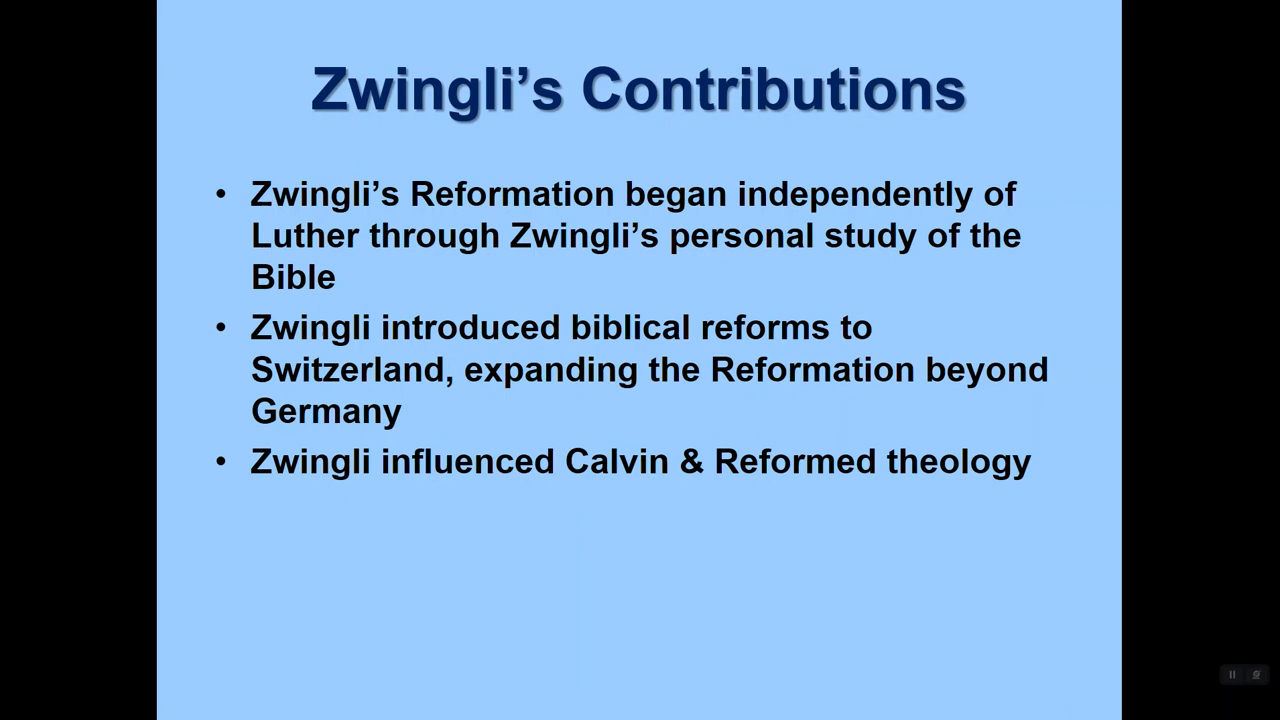 Zwingli’s Contributions
• Zwingli’s Reformation began independently of
Luther through Zwingli’s personal study of the
Bible
• Zwingli introduced biblical reforms to
Switzerland, expanding the Reformation beyond
Germany
• Zwingli influenced Calvin & Reformed theology